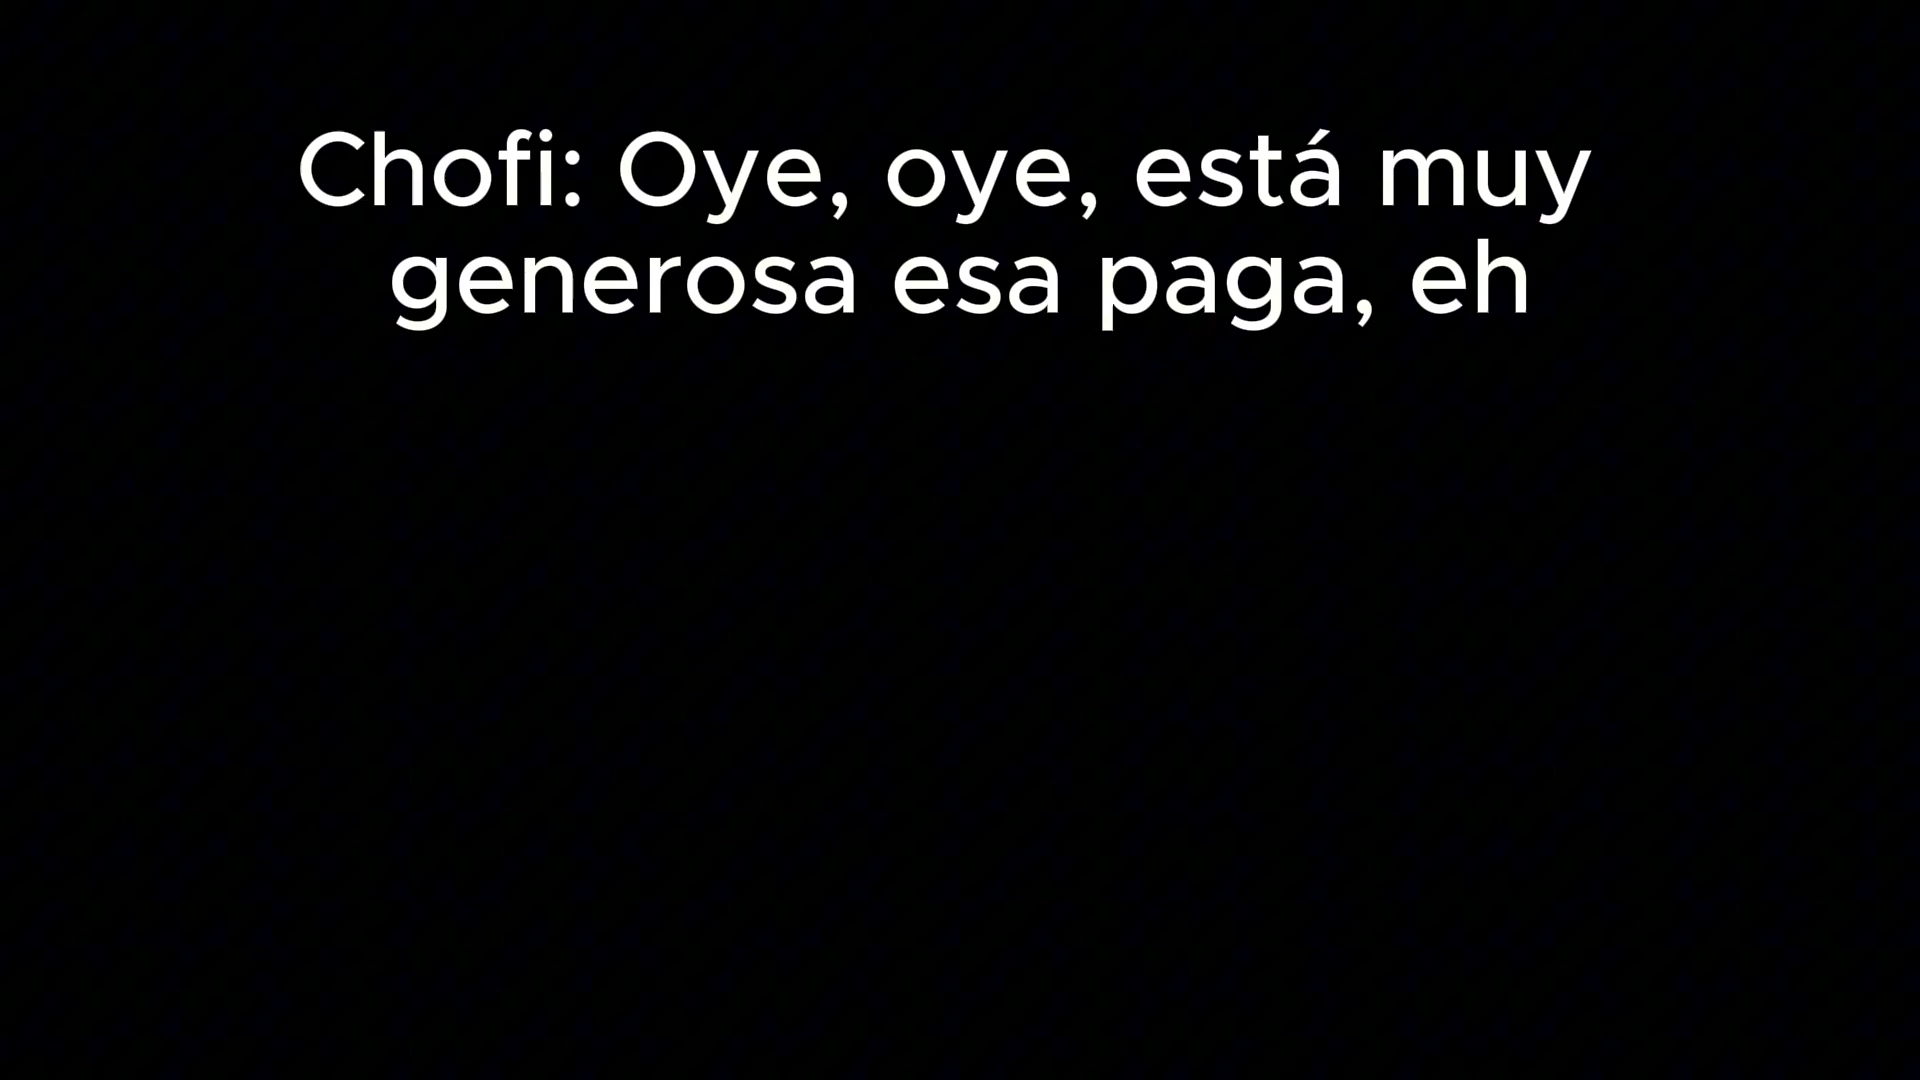 Chofi: Oye, oye, está muy
generosa esa paga, eh